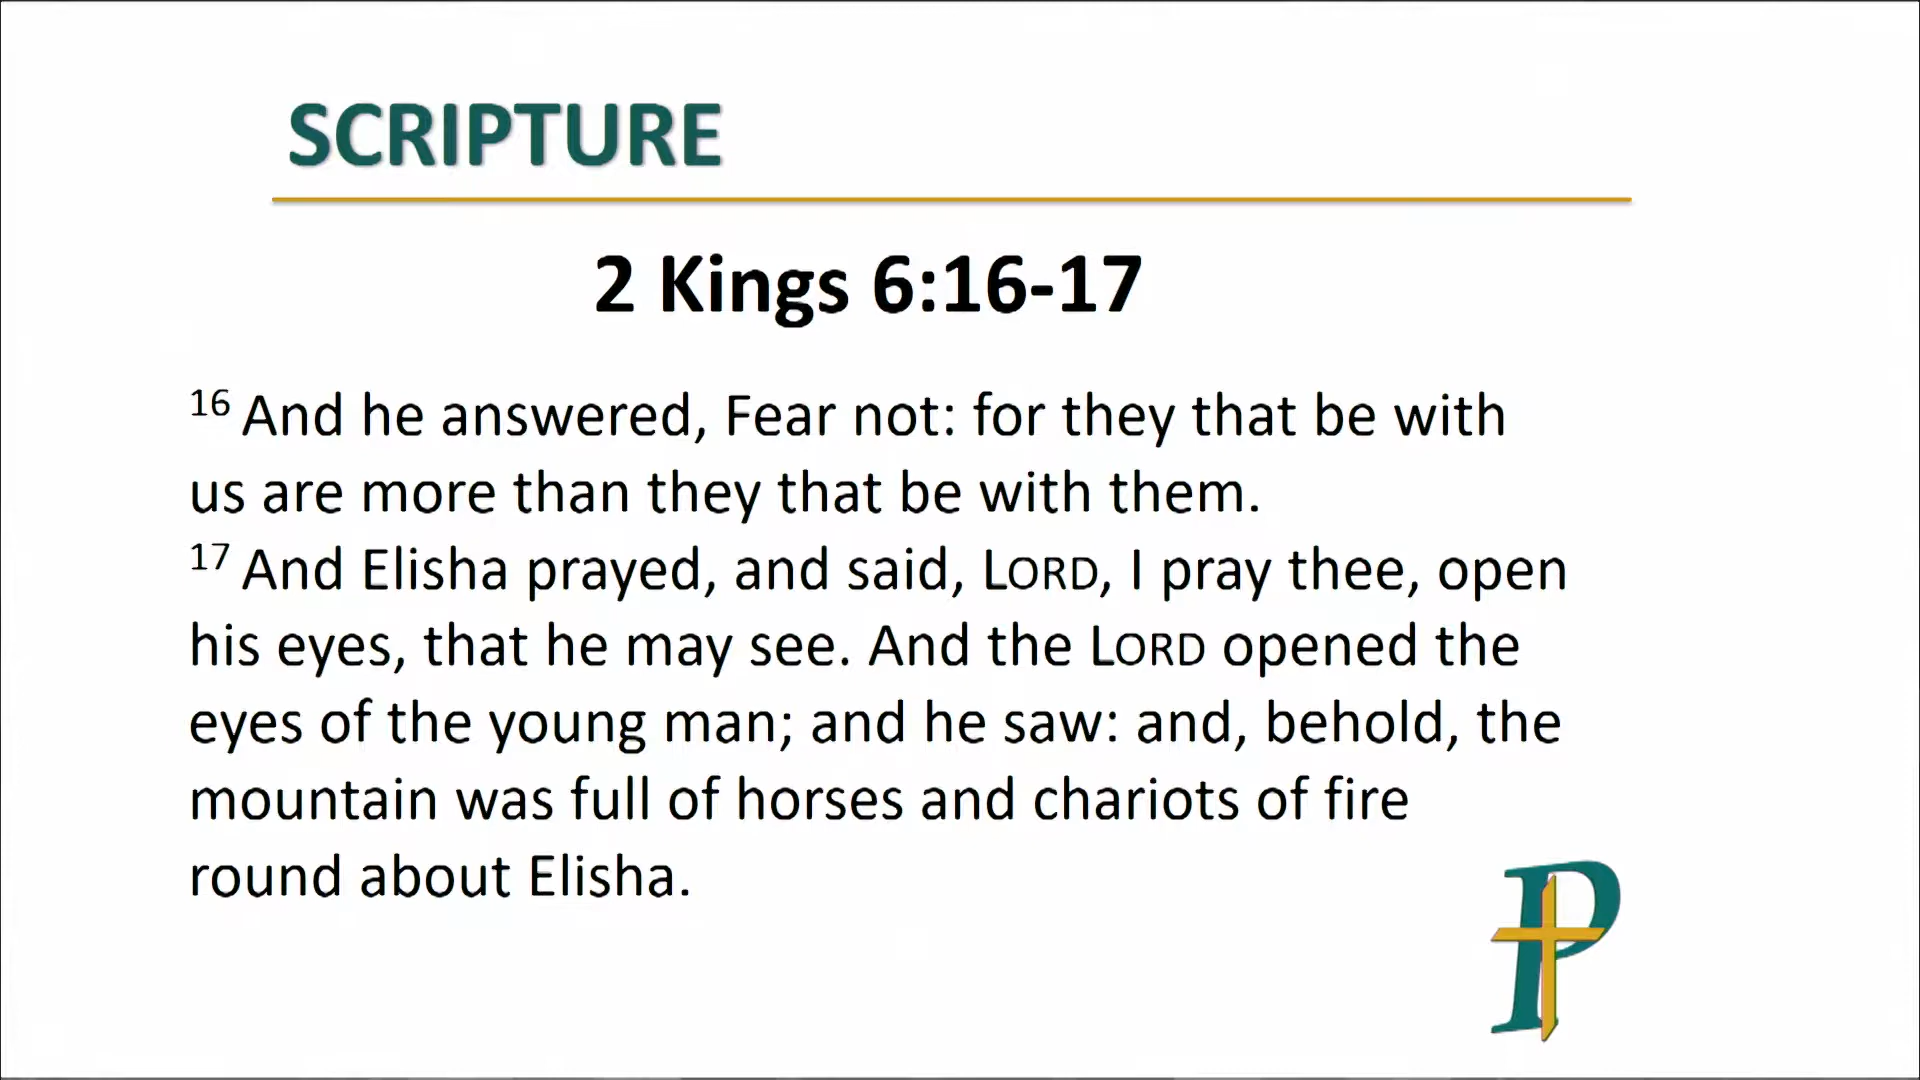 SCRIPTURE
2 Kings 6:16-17
16 And he answered, Fear not: for they that be with
us are more than they that be with them.
17 And Elisha prayed, and said, LORD, I pray thee, open
his eyes, that he may see. And the LORD opened the
eyes of the young man; and he saw: and, behold, the
mountain was full of horses and chariots of fire
round about Elisha.
P